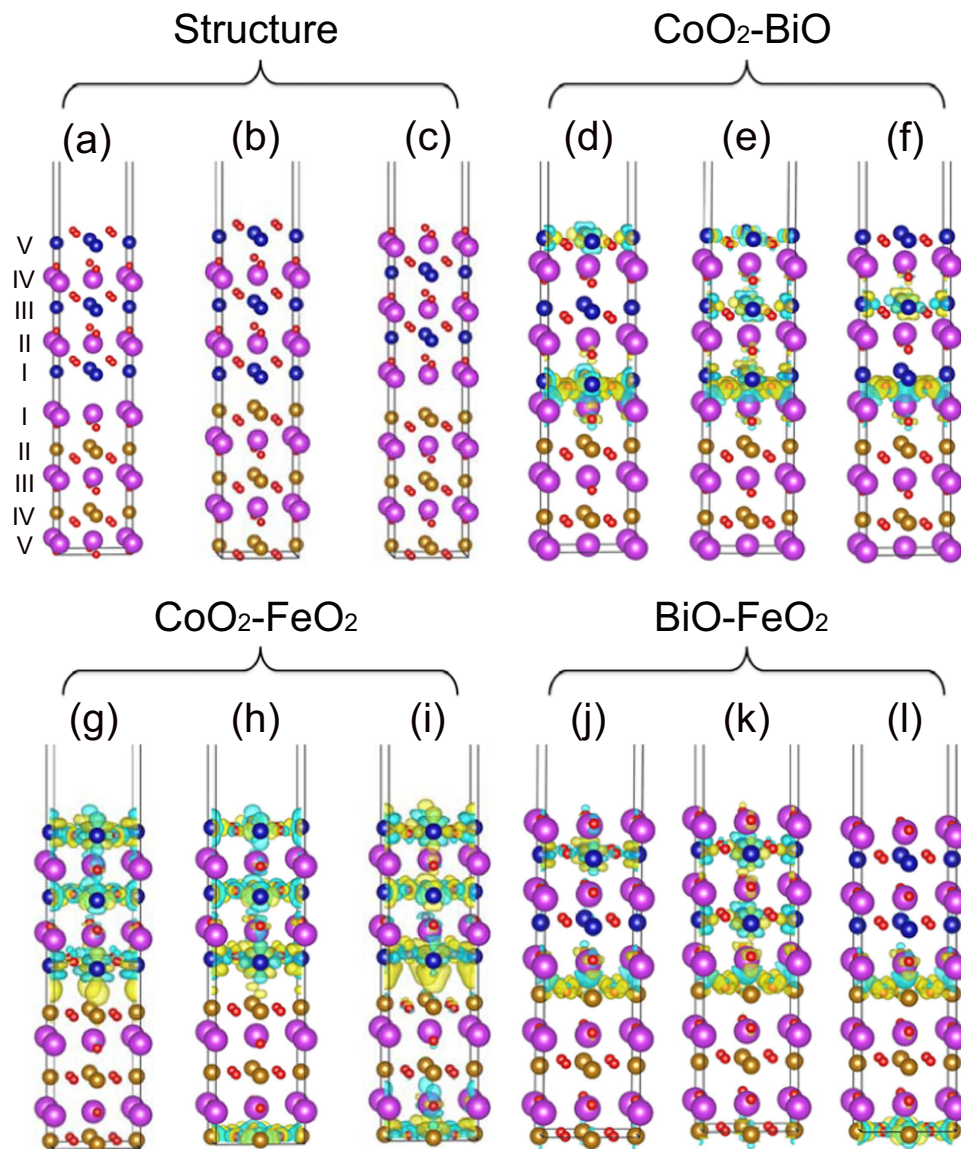 Structure
CoO₂-BiO
(a) (b) (c) (d) (e) (f)
V
IV
III
II
I
I
II
III
IV
V
CoO₂-FeO₂
BiO-FeO₂
(g) (h) (i) (j) (k) (l)